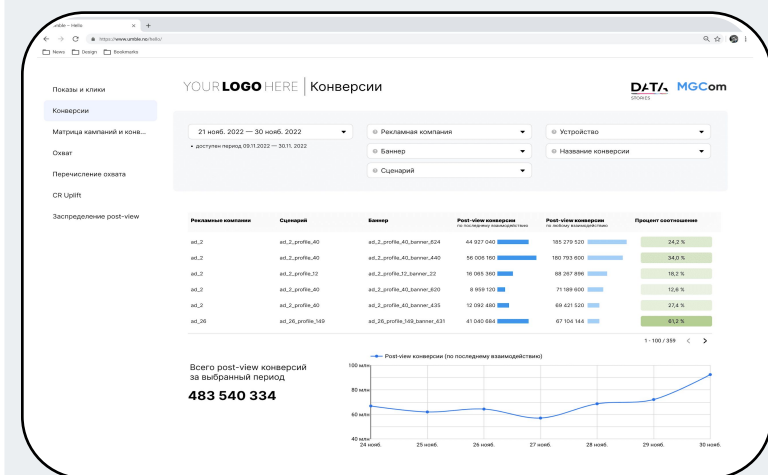 umble – Hello
https://www.umble.no/hello/
News Design Bookmarks
YOUR LOGO HERE | Конверсии
DATA
STORIES
MGCom
Показы и клики
Конверсии
Матрица кампаний и конв...
Охват
Перечисление охвата
CR Uplift
Заспределение post-view
21 нояб. 2022 — 30 нояб. 2022
• доступен период 09.11.2022 — 30.11. 2022
Рекламная компания
Устройство
Баннер
Название конверсии
Сценарий
Рекламные компании Сценарий Баннер Post-view конверсии Post-view конверсии Процент соотношение
по последнему взаимодействию по любому взаимодействию
ad_2 ad_2_profile_40 ad_2_profile_40_banner_624 44 927 040 185 279 520 24,2 %
ad_2 ad_2_profile_40 ad_2_profile_40_banner_440 56 006 160 160 793 600 34,0 %
ad_2 ad_2_profile_12 ad_2_profile_12_banner_22 16 065 360 88 267 896 18,2 %
ad_2 ad_2_profile_40 ad_2_profile_40_banner_620 8 959 120 71 189 600 12,6 %
ad_2 ad_2_profile_40 ad_2_profile_40_banner_435 12 092 480 69 421 520 27,4 %
ad_26 ad_26_profile_149 ad_26_profile_149_banner_431 41 040 684 67 104 144 61,2 %
1 - 100 / 359
Всего post-view конверсий
за выбранный период
483 540 334
Post-view конверсии (по последнему взаимодействию)
100 млн
80 млн
60 млн
40 млн
24 нояб. 25 нояб. 26 нояб. 27 нояб. 28 нояб. 29 нояб. 30 нояб.